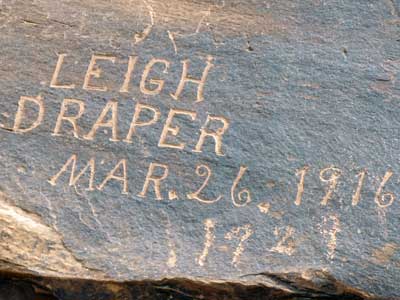 LEIGH
DRAPER
MAR. 26, 1916